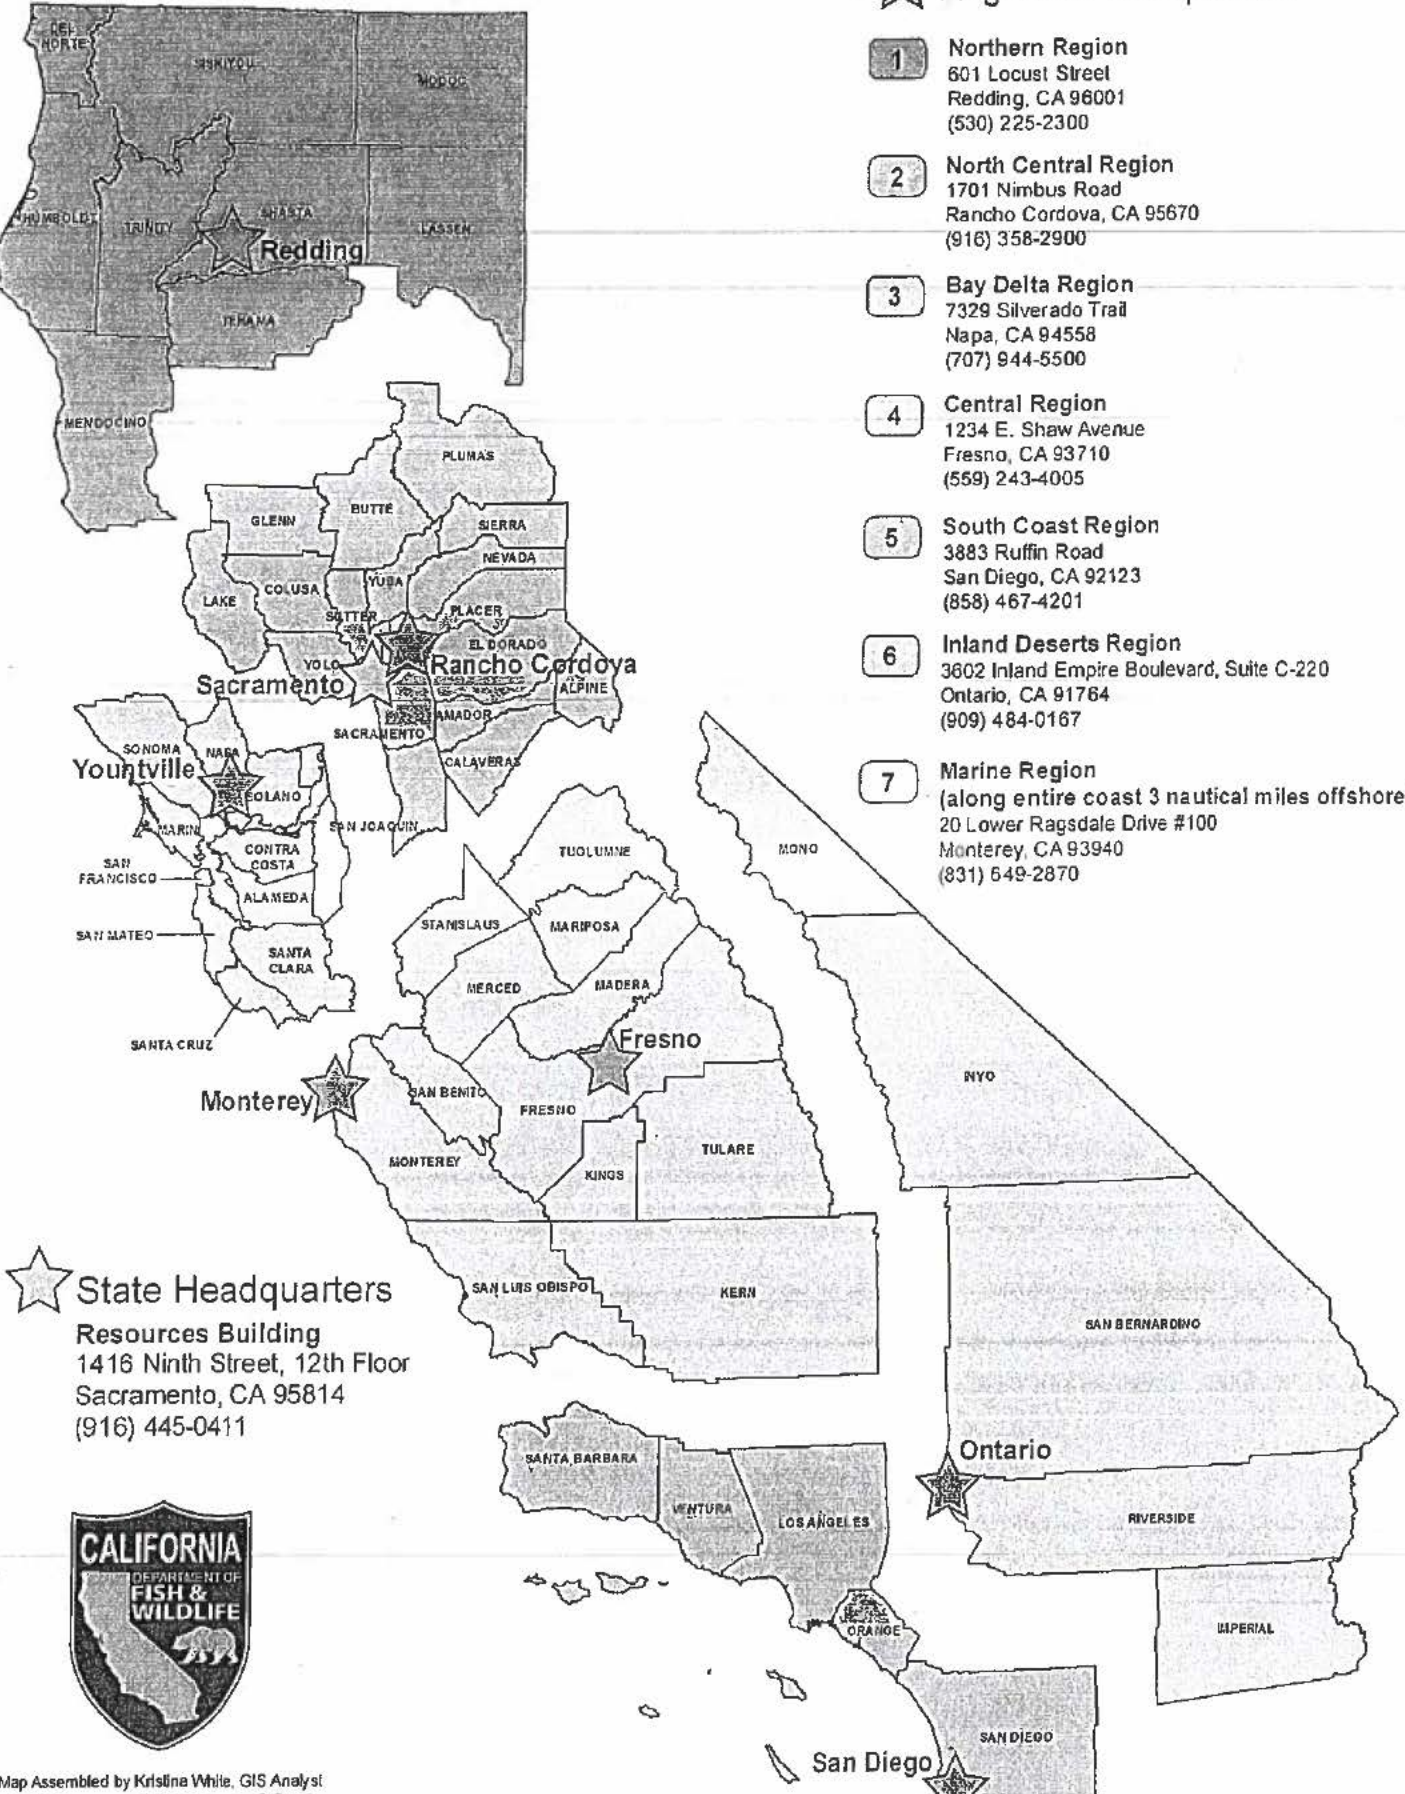 1
Northern Region
601 Locust Street
Redding, CA 96001
(530) 225-2300
2
North Central Region
1701 Nimbus Road
Rancho Cordova, CA 95670
(916) 358-2900
3
Bay Delta Region
7329 Silverado Trail
Napa, CA 94558
(707) 944-5500
4
Central Region
1234 E. Shaw Avenue
Fresno, CA 93710
(559) 243-4005
5
South Coast Region
3883 Ruffin Road
San Diego, CA 92123
(858) 467-4201
6
Inland Deserts Region
3602 Inland Empire Boulevard, Suite C-220
Ontario, CA 91764
(909) 484-0167
7
Marine Region
(along entire coast 3 nautical miles offshore
20 Lower Ragsdale Drive #100
Monterey, CA 93940
(831) 649-2870
DEL
NORTE
SISKIYOU
MODOC
HUMBOLDT
TRINITY
SHASTA
LASSEN
Redding
TEHAMA
MENDOCINO
PLUMAS
BUTTE
GLENN
SIERRA
NEVADA
YUBA
COLUSA
LAKE
SUTTER
PLACER
EL DORADO
YOLO
Rancho Cordova
Sacramento
ALPINE
AMADOR
SACRAMENTO
CALAVERAS
SONOMA
NAPA
Yountville
SOLANO
SAN JOAQUIN
MARIN
CONTRA
COSTA
SAN
FRANCISCO
ALAMEDA
SAN MATEO
SANTA
CLARA
SANTA CRUZ
TUOLUMNE
MONO
STANISLAUS
MARIPOSA
MERCED
MADERA
Fresno
INYO
Monterey
SAN BENITO
FRESNO
TULARE
MONTEREY
KINGS
SAN LUIS OBISPO
KERN
SAN BERNARDINO
State Headquarters
Resources Building
1416 Ninth Street, 12th Floor
Sacramento, CA 95814
(916) 445-0411
Ontario
SANTA BARBARA
VENTURA
LOS ANGELES
RIVERSIDE
ORANGE
IMPERIAL
SAN DIEGO
San Diego
CALIFORNIA
DEPARTMENT OF
FISH &
WILDLIFE
Map Assembled by Kristina White, GIS Analyst